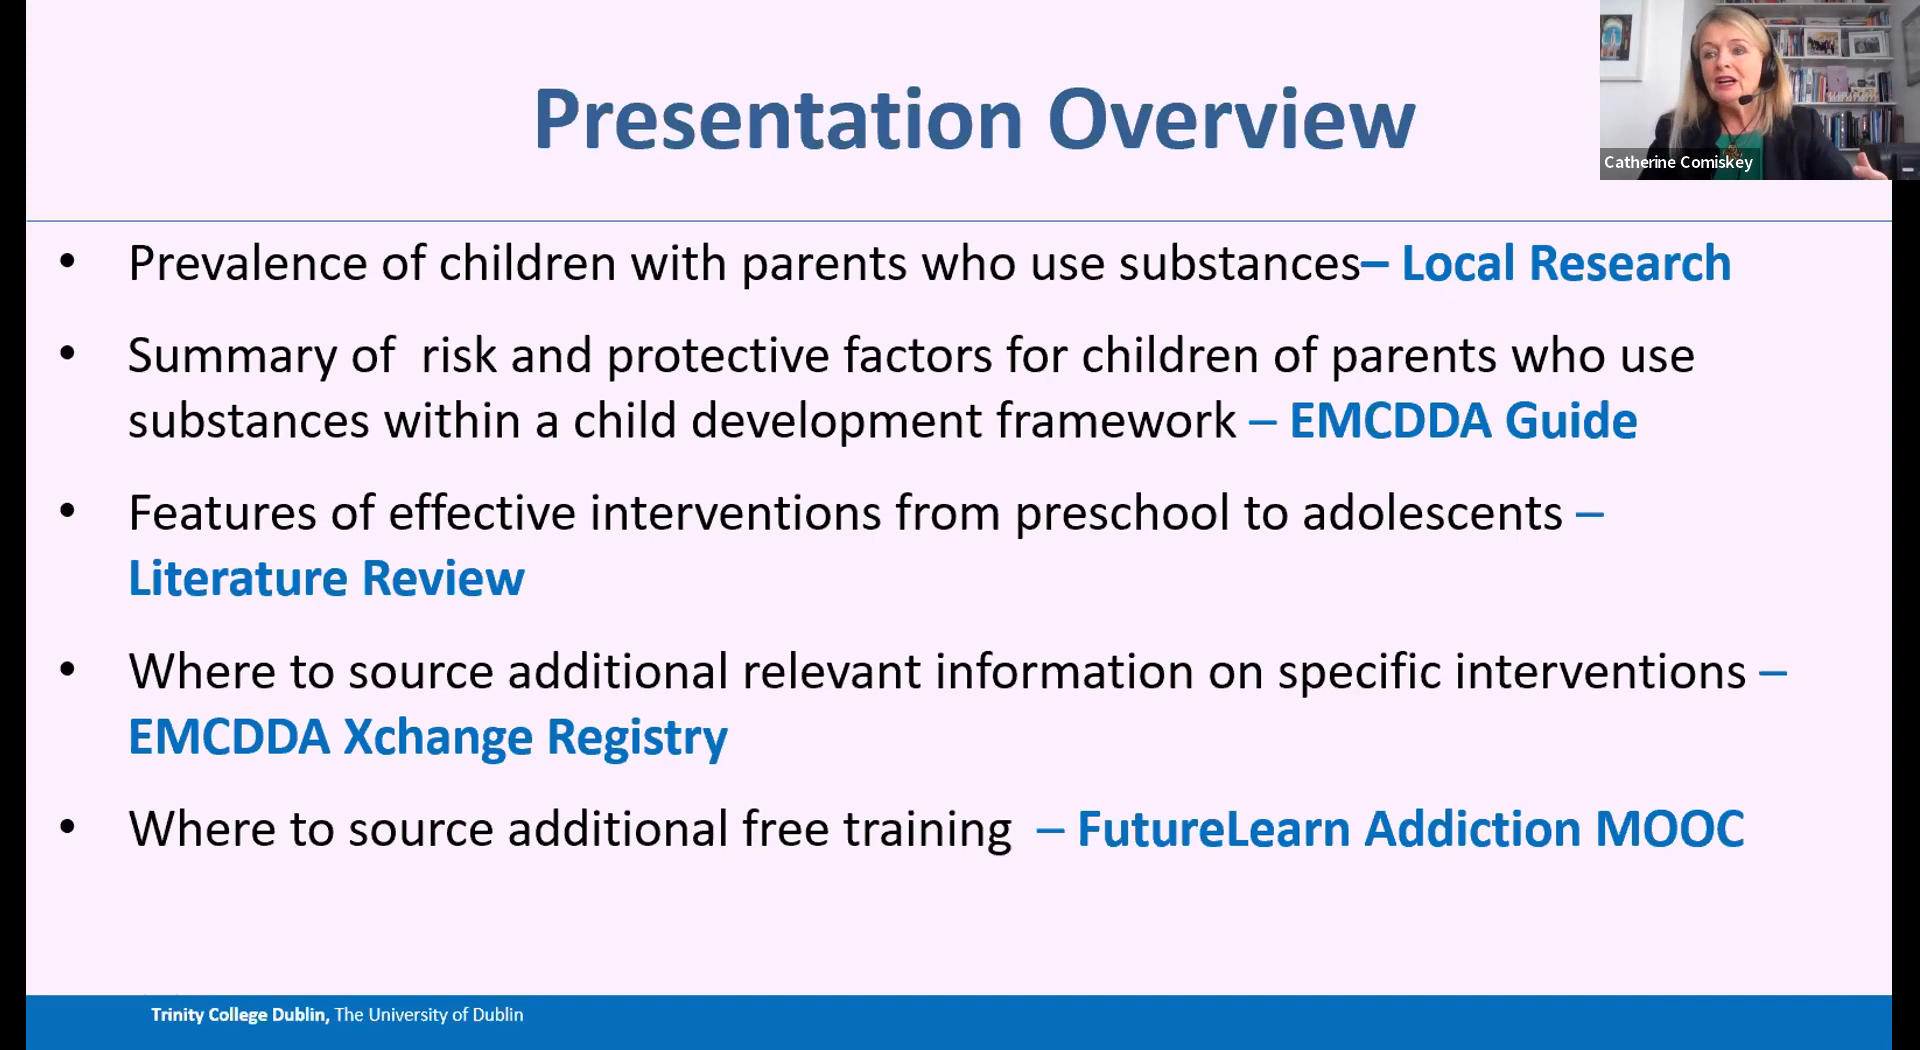 Presentation Overview
Catherine Comiskey
• Prevalence of children with parents who use substances– Local Research
• Summary of  risk and protective factors for children of parents who use
substances within a child development framework – EMCDDA Guide
• Features of effective interventions from preschool to adolescents –
Literature Review
• Where to source additional relevant information on specific interventions –
EMCDDA Xchange Registry
• Where to source additional free training  – FutureLearn Addiction MOOC
Trinity College Dublin, The University of Dublin